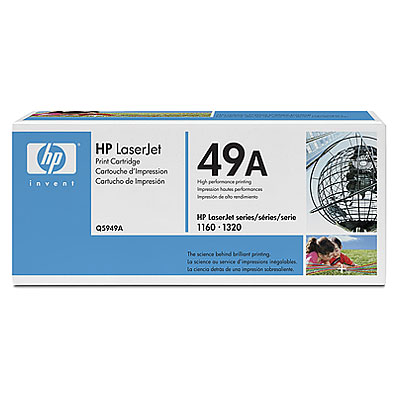 hp
invent
HP LaserJet
Print Cartridge
Cartouche d'Impression
Cartucho de Impresión
Q5949A
49A
High performance printing
Impression hautes performances
Impresión de alto rendimiento
HP LaserJet series/séries/serie
1160 • 1320
The science behind brilliant printing.
La science au service d'impressions inégalables.
La ciencia detrás de una impresión sobresaliente.